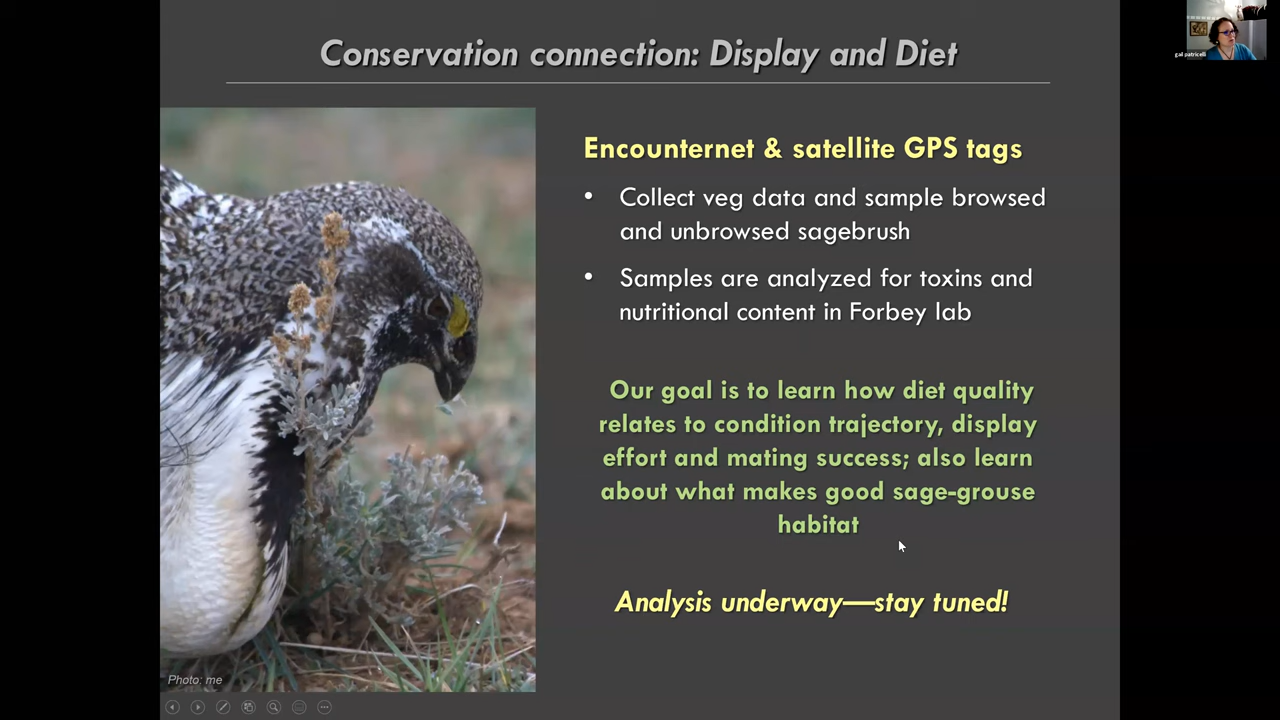 Conservation connection: Display and Diet
gail patricelli
Encounternet & satellite GPS tags
• Collect veg data and sample browsed
and unbrowsed sagebrush
• Samples are analyzed for toxins and
nutritional content in Forbey lab
Our goal is to learn how diet quality
relates to condition trajectory, display
effort and mating success; also learn
about what makes good sage-grouse
habitat
Analysis underway—stay tuned!
Photo: me